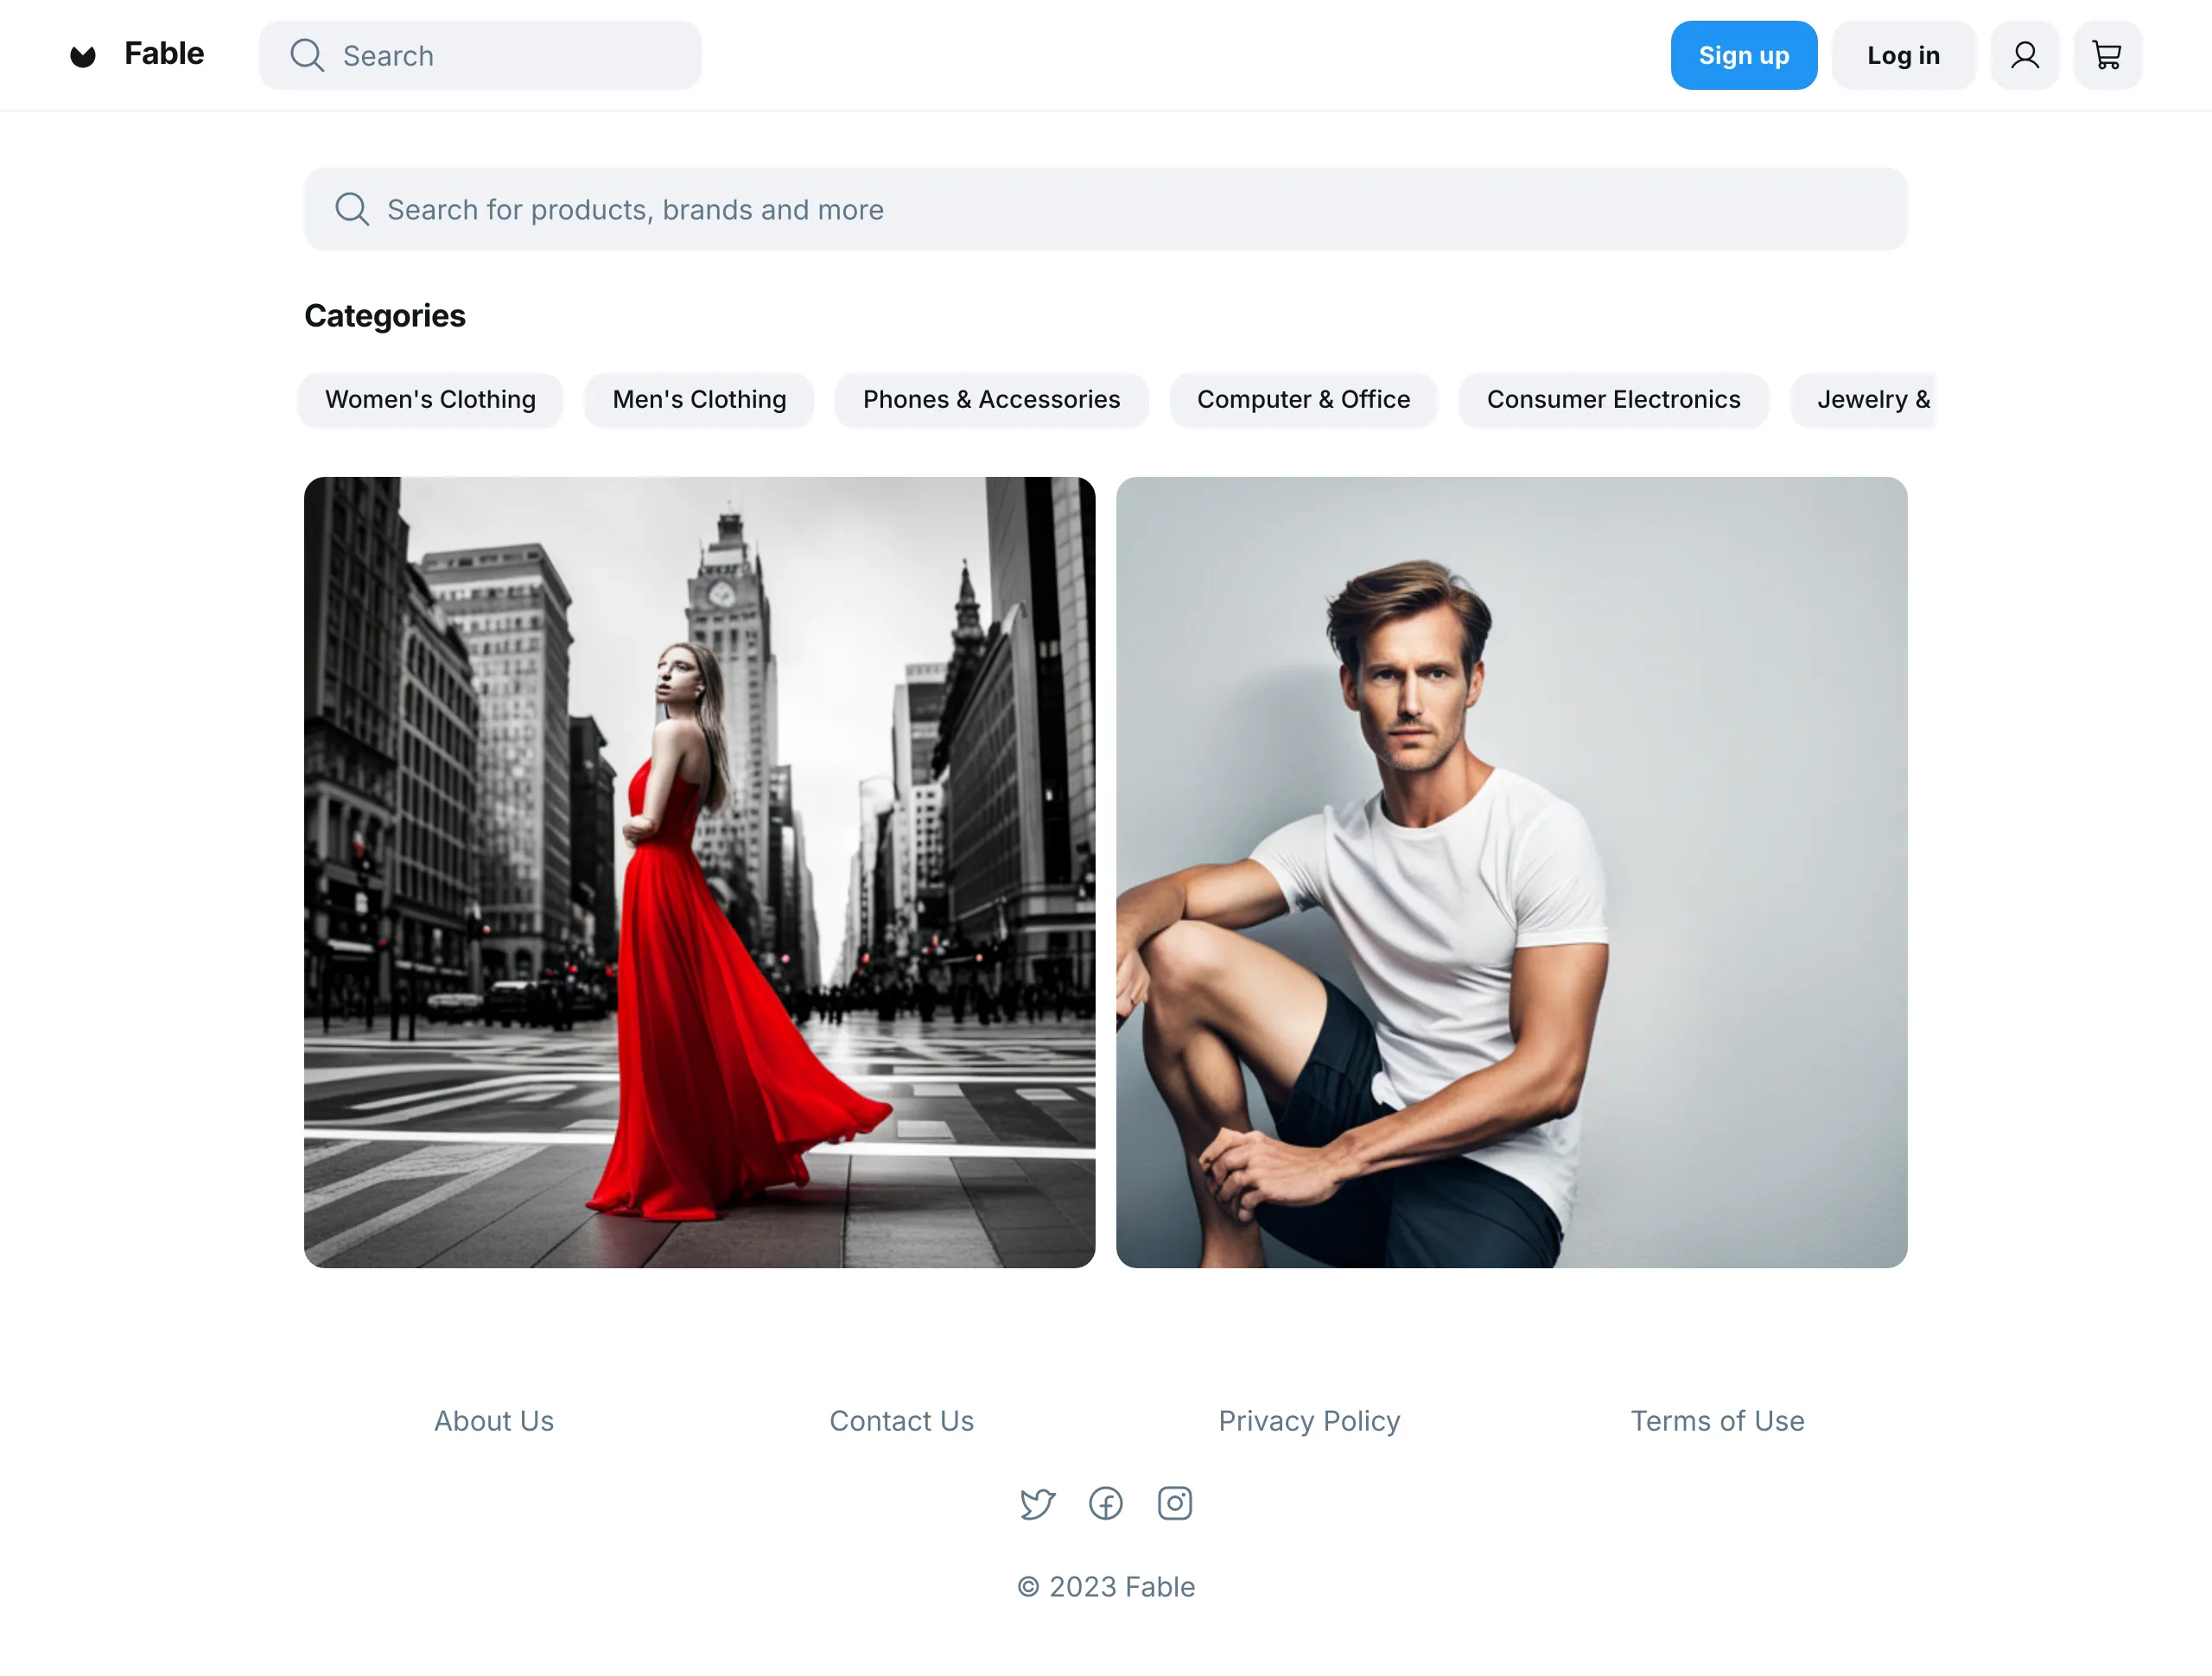 Fable
Search
Sign up
Log in
Search for products, brands and more
Categories
Women's Clothing
Men's Clothing
Phones & Accessories
Computer & Office
Consumer Electronics
Jewelry &
About Us
Contact Us
Privacy Policy
Terms of Use
© 2023 Fable